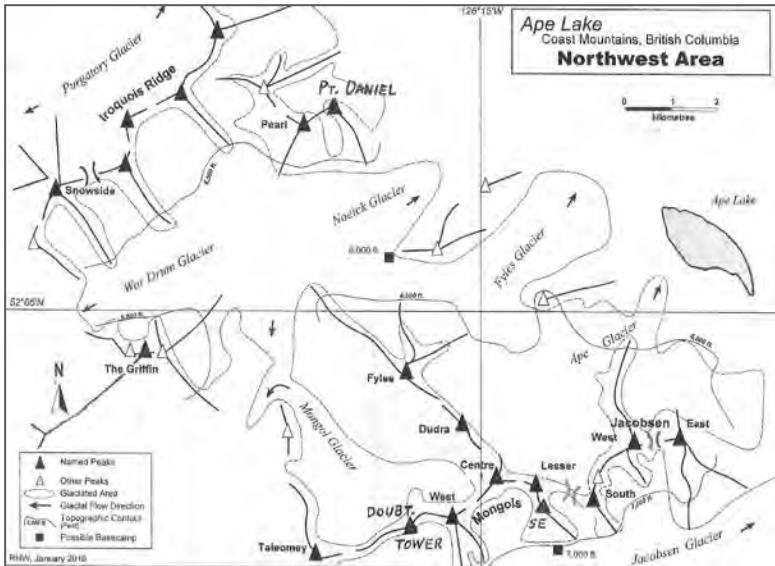 126°15'W
Ape Lake
Coast Mountains, British Columbia
Northwest Area
0 1 2
kilometres
Purgatory Glacier
Iroquois Ridge
PT. DANIEL
Pearl
6,000 ft.
Snowside
Noeick Glacier
Ape Lake
War Drum Glacier
6,000 ft.
Fyles Glacier
52°05'N
6,000 ft.
6,000 ft.
Ape Glacier
6,000 ft.
The Griffin
N
Fyles
Mongol Glacier
Dudra
Jacobsen
West
East
Centre
Lesser
South
West
Mongols
SE
DOUBT.
TOWER
Taleomey
7,000 ft.
7,000 ft.
Jacobsen Glacier
Named Peaks
Other Peaks
Glaciated Area
Glacial Flow Direction
Topographic Contour
(Feet)
Possible Basecamp
RHW, January 2016